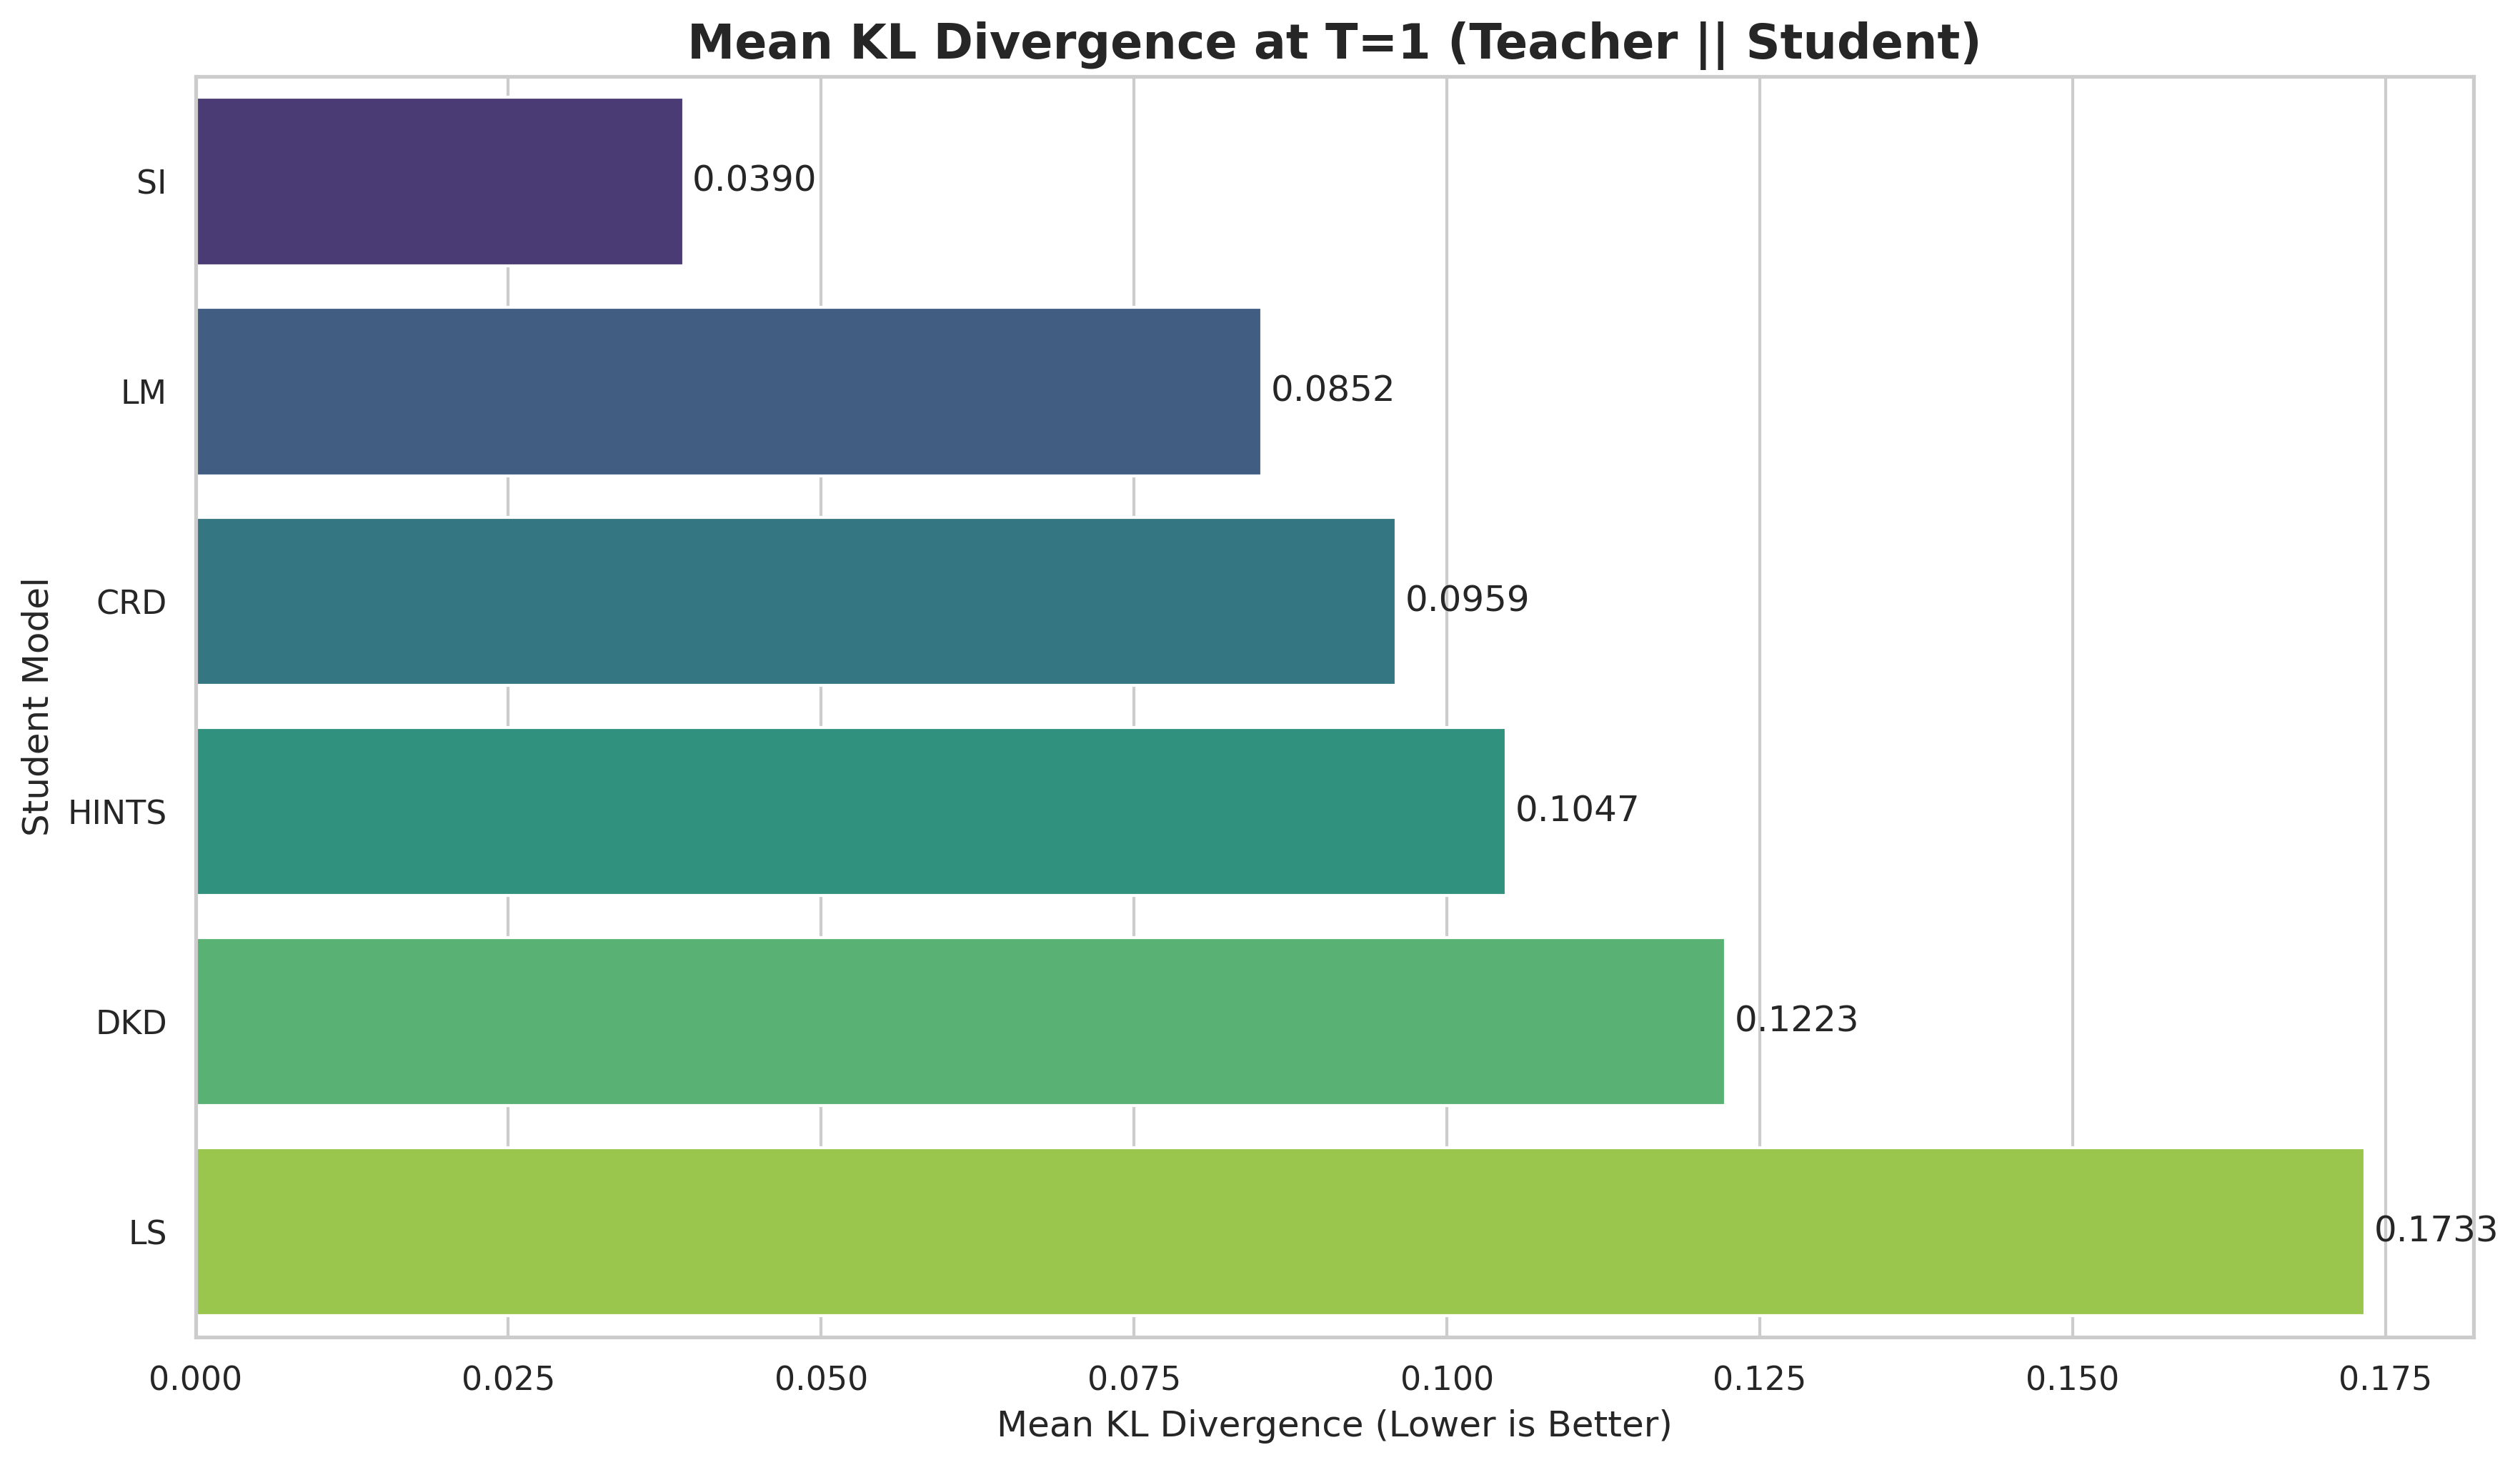 Mean KL Divergence at T=1 (Teacher || Student)
Student Model
SI
0.0390
LM
0.0852
CRD
0.0959
HINTS
0.1047
DKD
0.1223
LS
0.1733
0.000 0.025 0.050 0.075 0.100 0.125 0.150 0.175
Mean KL Divergence (Lower is Better)